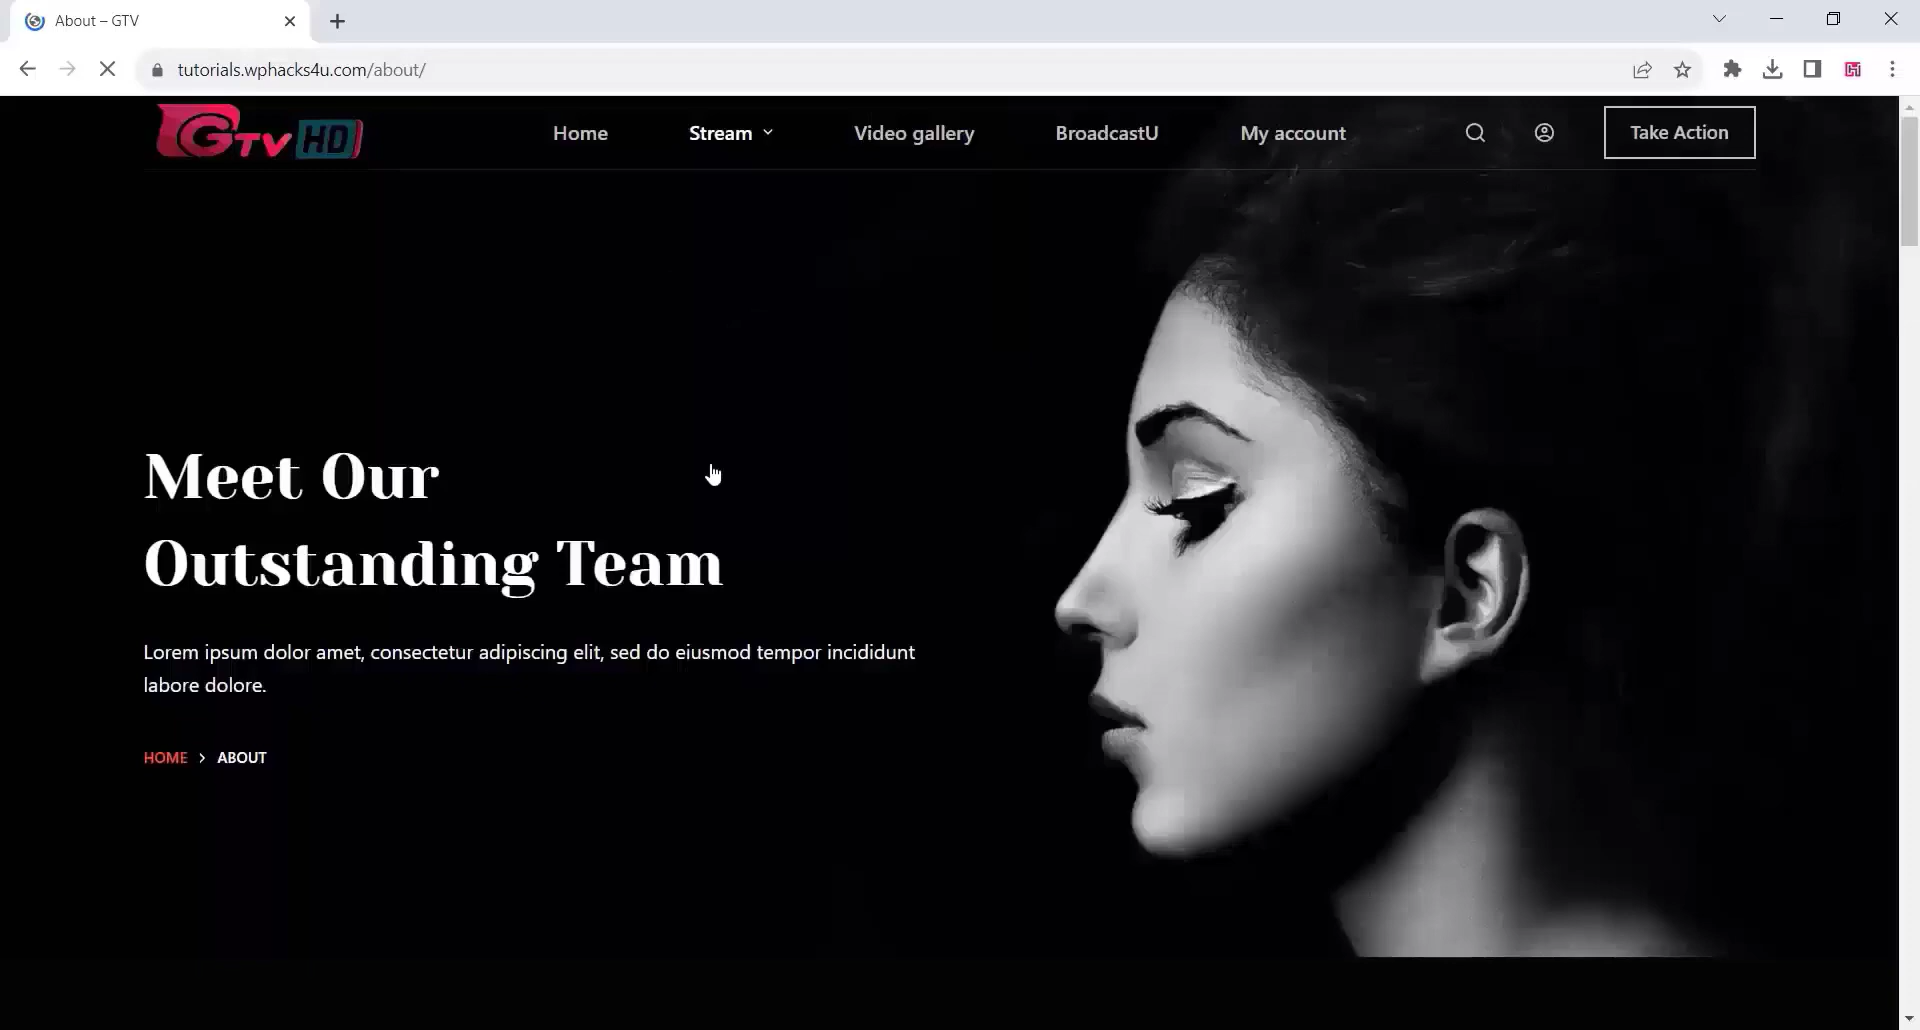 About – GTV
tutorials.wphacks4u.com/about/
GTV HD
Home
Stream
Video gallery
BroadcastU
My account
Take Action
Meet Our
Outstanding Team
Lorem ipsum dolor amet, consectetur adipiscing elit, sed do eiusmod tempor incididunt
labore dolore.
HOME > ABOUT